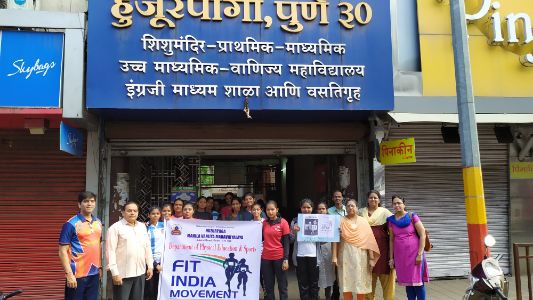 हुजूरपागा, पुणे ३०
शिशुमंदिर-प्राथमिक-माध्यमिक
उच्च माध्यमिक-वाणिज्य महाविद्यालय
इंग्रजी माध्यम शाळा आणि वसतिगृह
Skybags
पिनाकीन
Department of Physical Education & Sports
FIT
INDIA
MOVEMENT